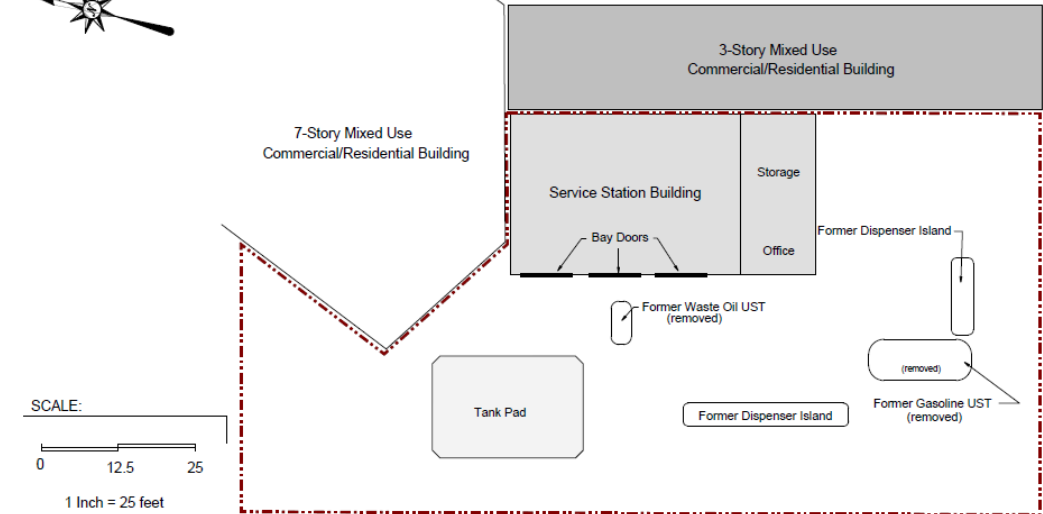 3-Story Mixed Use
Commercial/Residential Building
7-Story Mixed Use
Commercial/Residential Building
Service Station Building
Storage
Office
Bay Doors
Former Dispenser Island
Former Waste Oil UST
(removed)
(removed)
Former Gasoline UST
(removed)
Tank Pad
Former Dispenser Island
SCALE:
0
12.5
25
1 Inch = 25 feet